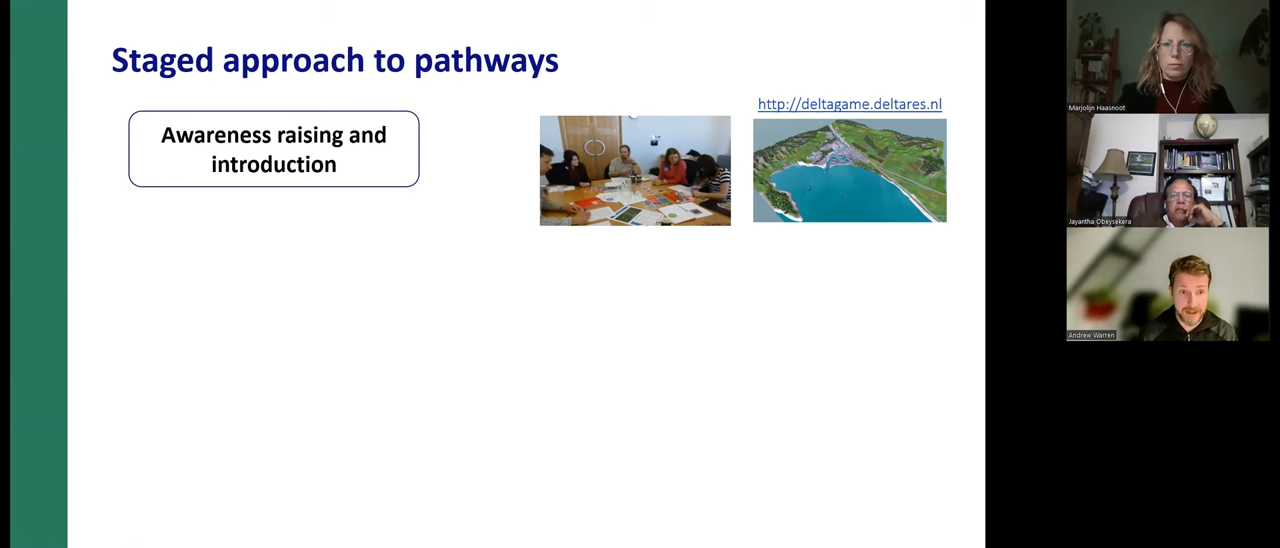 Staged approach to pathways
Awareness raising and
introduction
http://deltagame.deltares.nl
Marjolijn Haasnoot
Jayantha Obeysekera
Andrew Warren